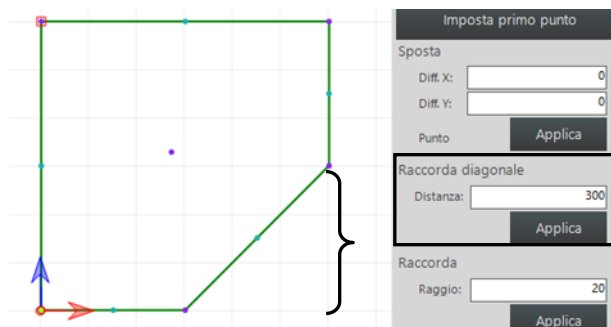 Imposta primo punto
Sposta
Diff. X: 0
Diff. Y: 0
Punto Applica
Raccorda diagonale
Distanza: 300
Applica
Raccorda
Raggio: 20
Applica